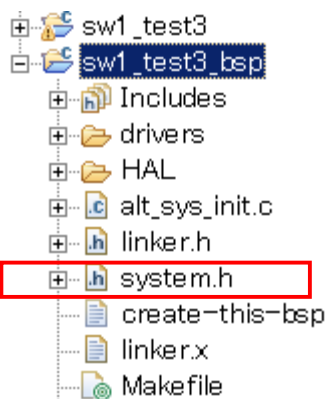 sw1_test3
sw1_test3_bsp
Includes
drivers
HAL
alt_sys_init.c
linker.h
system.h
create-this-bsp
linker.x
Makefile